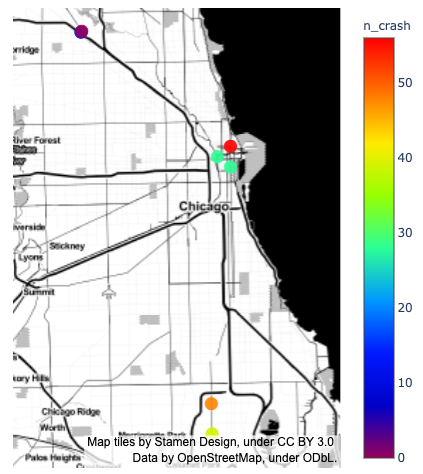 n_crash
50
40
30
20
10
0
orridge
River Forest
Chicago
verside
Stickney
Lyons
Summit
kory Hills
Chicago Ridge
Worth
Palos Heights
Map tiles by Stamen Design, under CC BY 3.0
Data by OpenStreetMap, under ODbL.